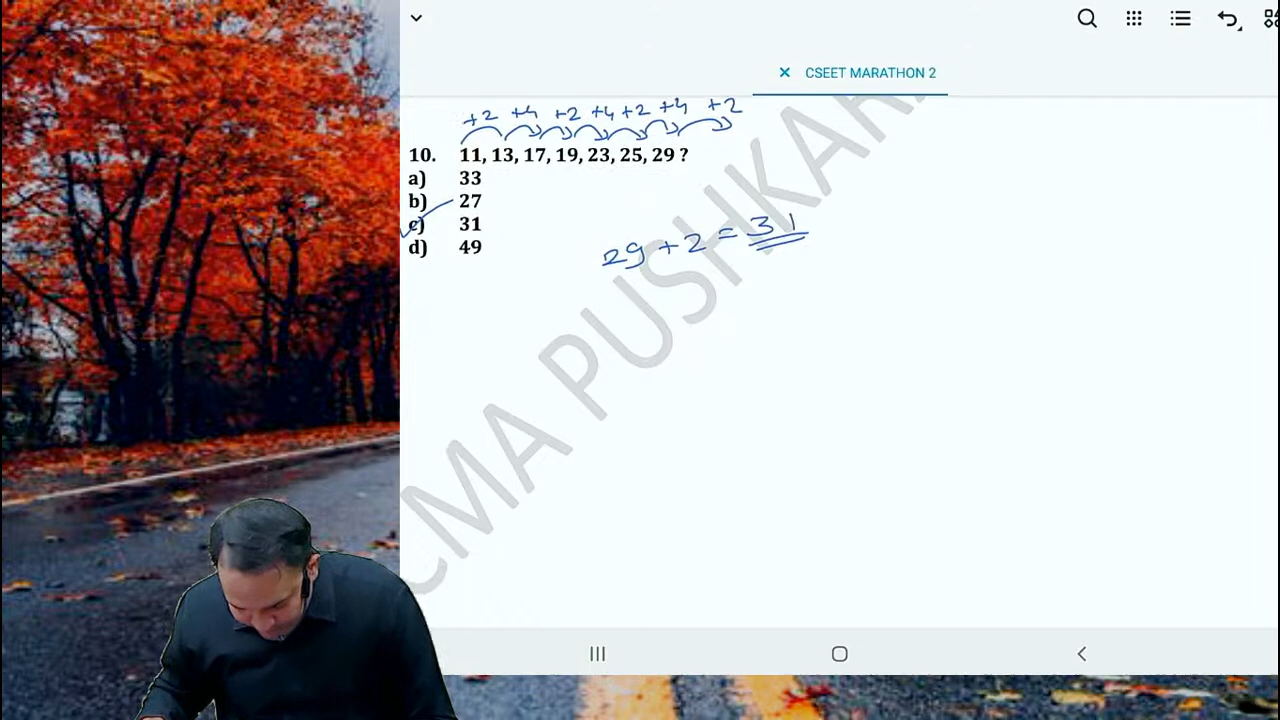 CSEET MARATHON 2
+2 +4 +2 +4 +2 +4 +2
10. 11, 13, 17, 19, 23, 25, 29 ?
a) 33
b) 27
c) 31
d) 49
29 + 2 = 31
CMA PUSHKAR